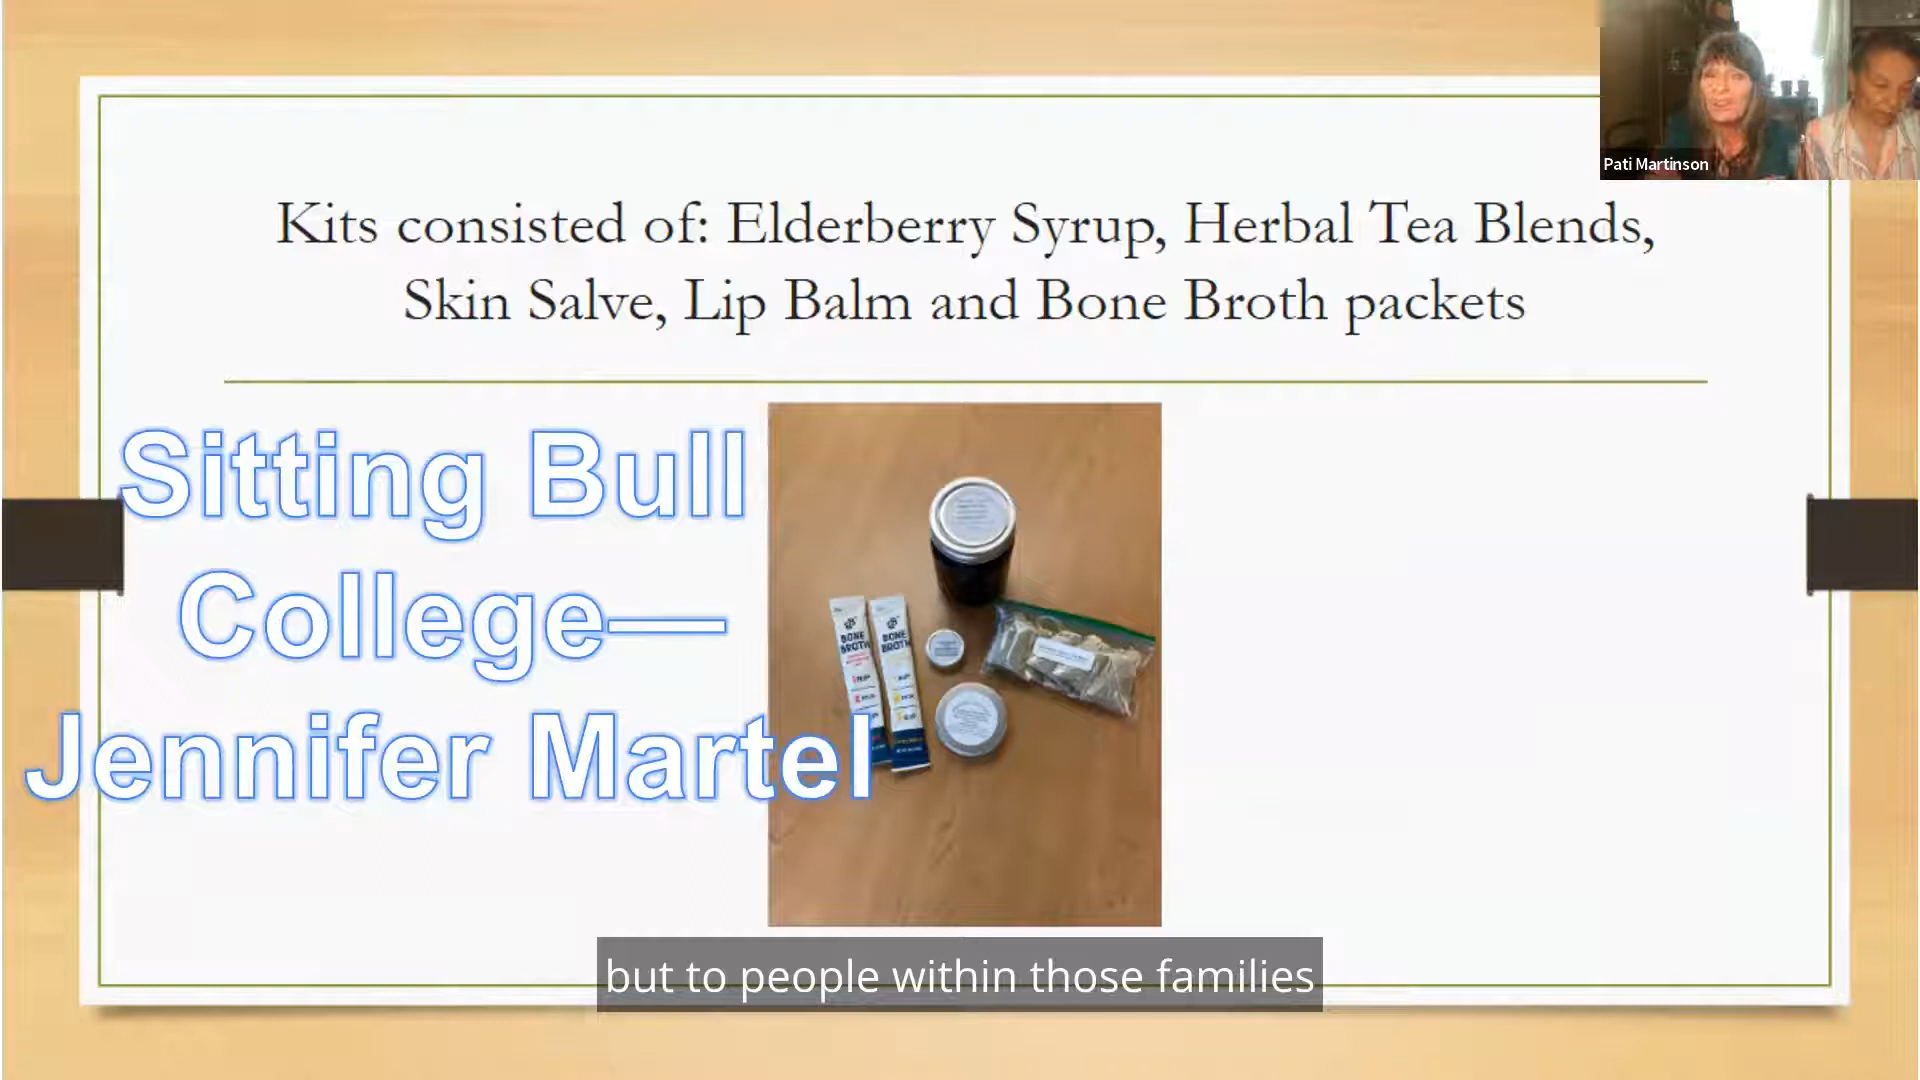 Pati Martinson
Kits consisted of: Elderberry Syrup, Herbal Tea Blends,
Skin Salve, Lip Balm and Bone Broth packets
Sitting Bull
College—
Jennifer Martel
BONE
BROTH
BONE
BROTH
but to people within those families